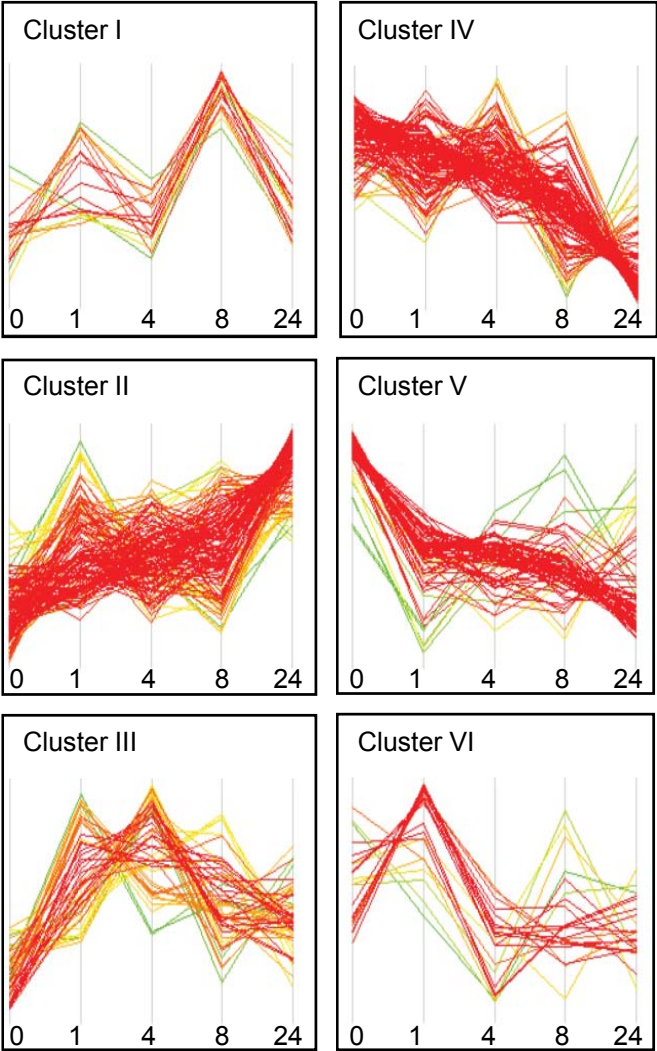 Cluster I
0 1 4 8 24
Cluster IV
0 1 4 8 24
Cluster II
0 1 4 8 24
Cluster V
0 1 4 8 24
Cluster III
0 1 4 8 24
Cluster VI
0 1 4 8 24